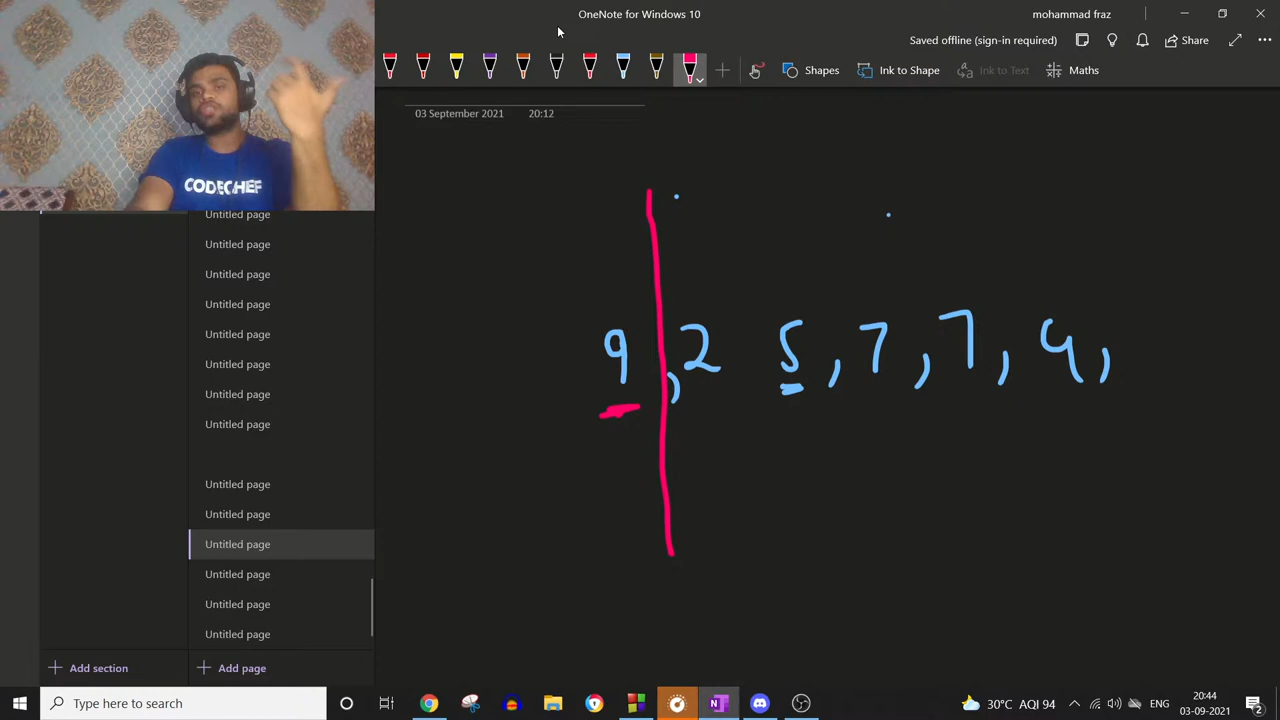 OneNote for Windows 10
mohammad fraz
Saved offline (sign-in required)
Share
Shapes
Ink to Shape
Ink to Text
Maths
03 September 2021 20:12
CODECHEF
9 , 2 5 , 7 , 7 , 4 ,
Untitled page
Untitled page
Untitled page
Untitled page
Untitled page
Untitled page
Untitled page
Untitled page
Untitled page
Untitled page
Untitled page
Untitled page
Untitled page
Untitled page
Add section
Add page
Type here to search
30°C AQI 94
ENG
20:44
03-09-2021
2